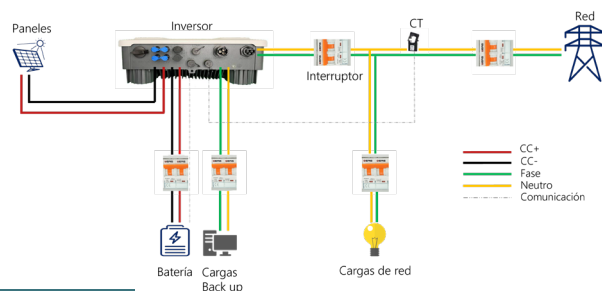 Paneles
Inversor
CT
Red
Interruptor
CC+
CC-
Fase
Neutro
Comunicación
Batería
Cargas
Back up
Cargas de red